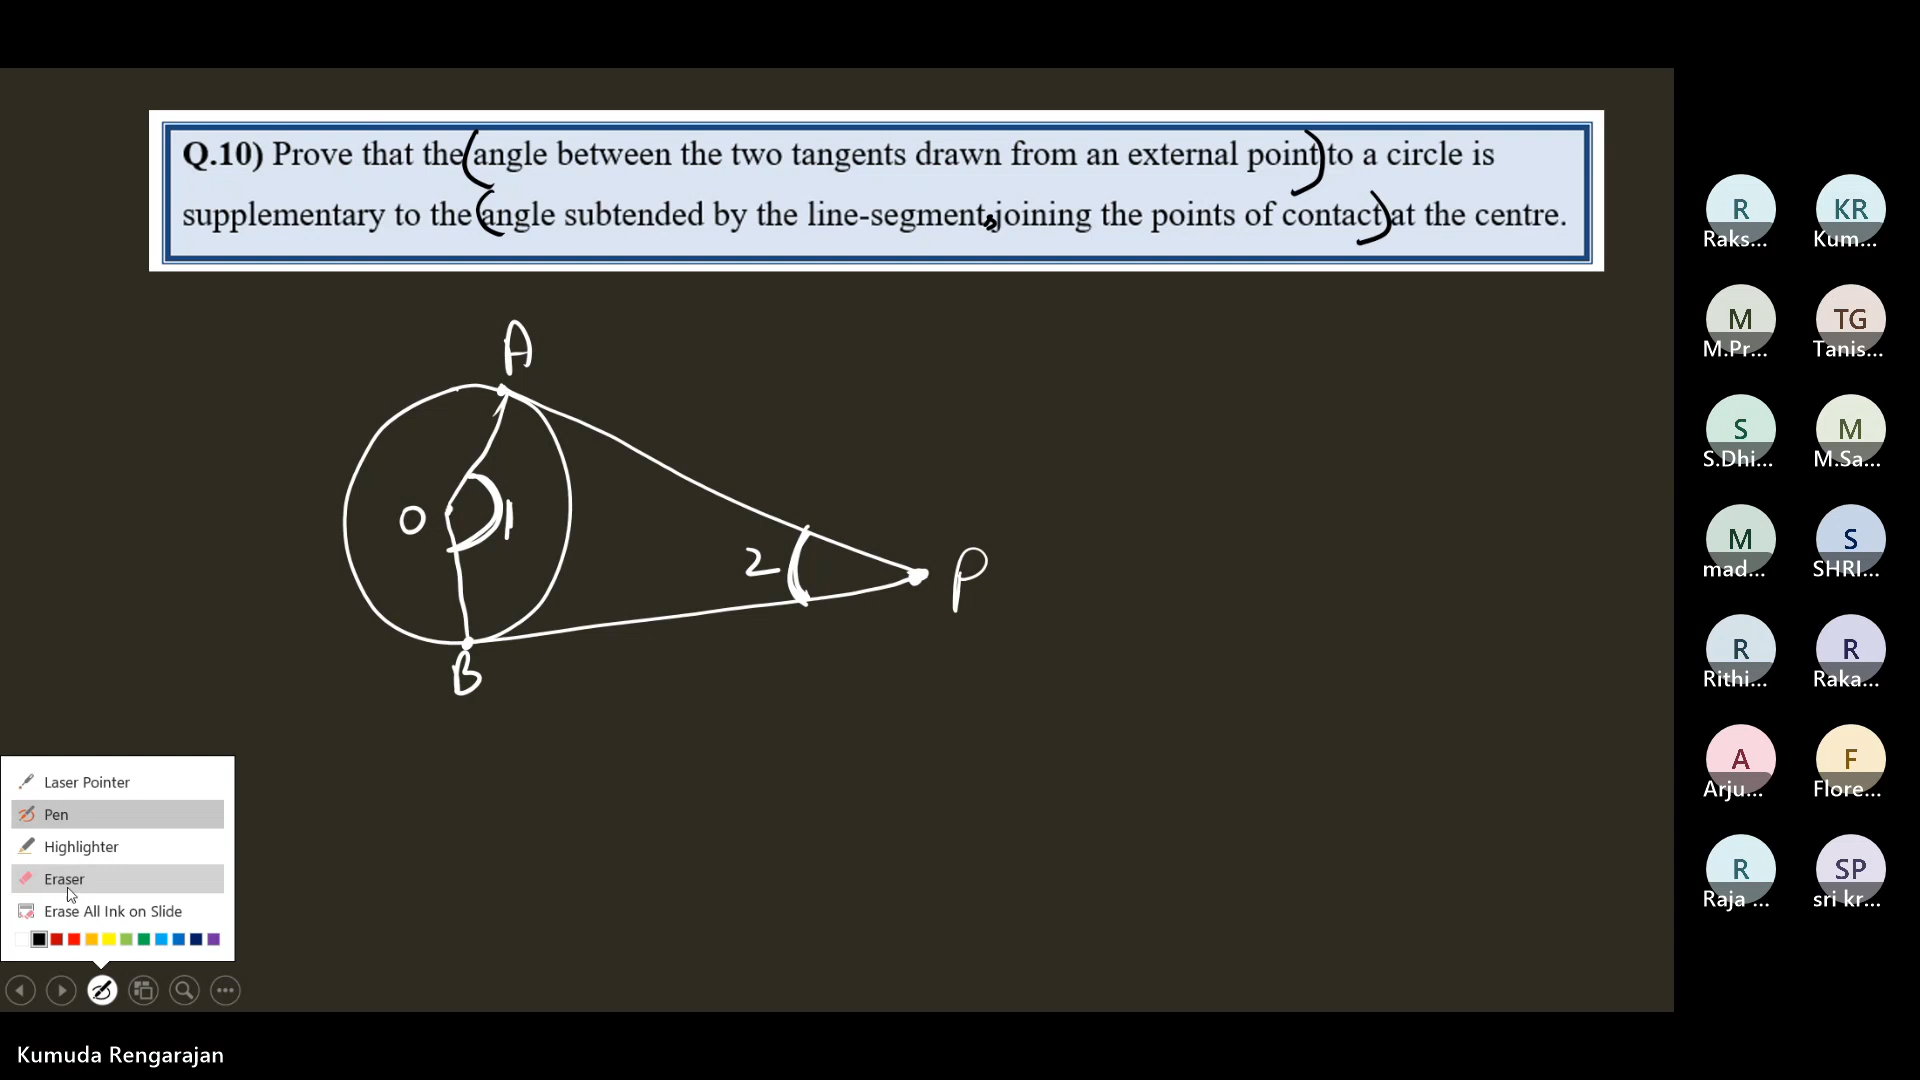 Q.10) Prove that the (angle between the two tangents drawn from an external point) to a circle is
supplementary to the (angle subtended by the line-segment joining the points of contact) at the centre.
A
O
1
2
P
B
Laser Pointer
Pen
Highlighter
Eraser
Erase All Ink on Slide
R
Raks...
KR
Kum...
M
M.Pr...
TG
Tanis...
S
S.Dhi...
M
M.Sa...
M
mad...
S
SHRI...
R
Rithi...
R
Raka...
A
Arju...
F
Flore...
R
Raja ...
SP
sri kr...
Kumuda Rengarajan